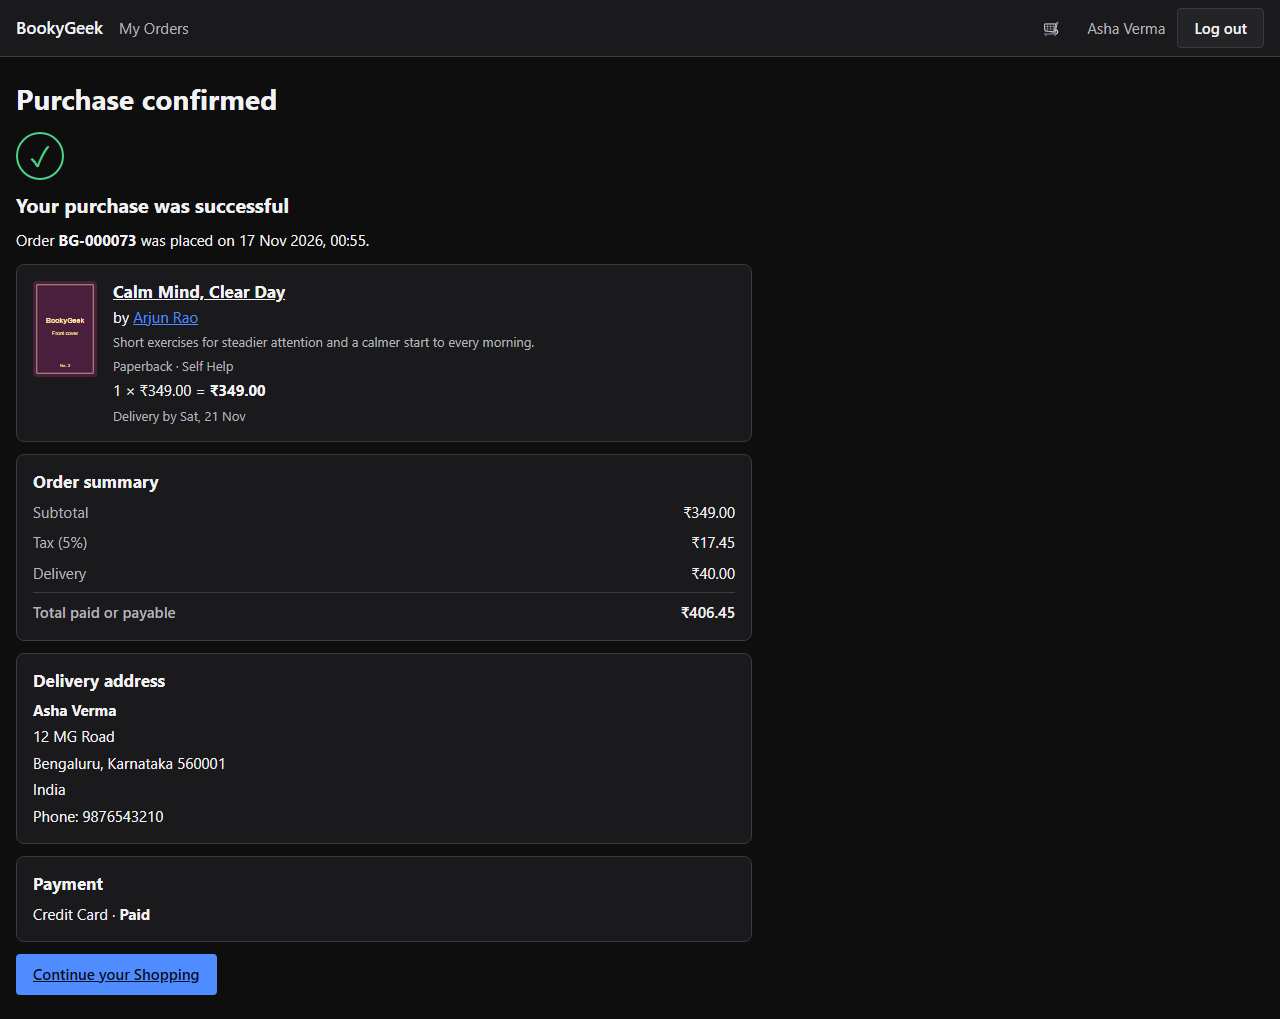 BookyGeek My Orders Asha Verma Log out
Purchase confirmed
Your purchase was successful
Order BG-000073 was placed on 17 Nov 2026, 00:55.
BookyGeek
Front cover
No. 3
Calm Mind, Clear Day
by Arjun Rao
Short exercises for steadier attention and a calmer start to every morning.
Paperback · Self Help
1 × ₹349.00 = ₹349.00
Delivery by Sat, 21 Nov
Order summary
Subtotal ₹349.00
Tax (5%) ₹17.45
Delivery ₹40.00
Total paid or payable ₹406.45
Delivery address
Asha Verma
12 MG Road
Bengaluru, Karnataka 560001
India
Phone: 9876543210
Payment
Credit Card · Paid
Continue your Shopping